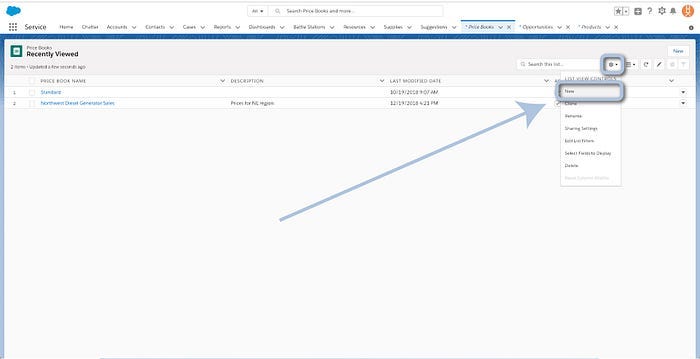 All
Search Price Books and more...
Service
Home Chatter Accounts Contacts Cases Reports Dashboards Battle Stations Resources Supplies Suggestions * Price Books * Opportunities * Products
Price Books
Recently Viewed
New
2 items • Updated a few seconds ago
Search this list...
PRICE BOOK NAME DESCRIPTION LAST MODIFIED DATE
LIST VIEW CONTROLS
1 Standard 10/19/2018 9:07 AM
New
2 Northwest Diesel Generator Sales Prices for NL region 12/19/2018 4:21 PM
Clone
Rename
Sharing Settings
Edit List Filters
Select Fields to Display
Delete
Reset Column Widths